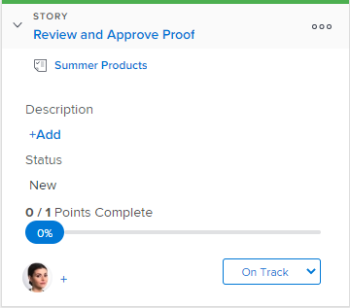 STORY
Review and Approve Proof
Summer Products
Description
+Add
Status
New
0 / 1 Points Complete
0%
+
On Track